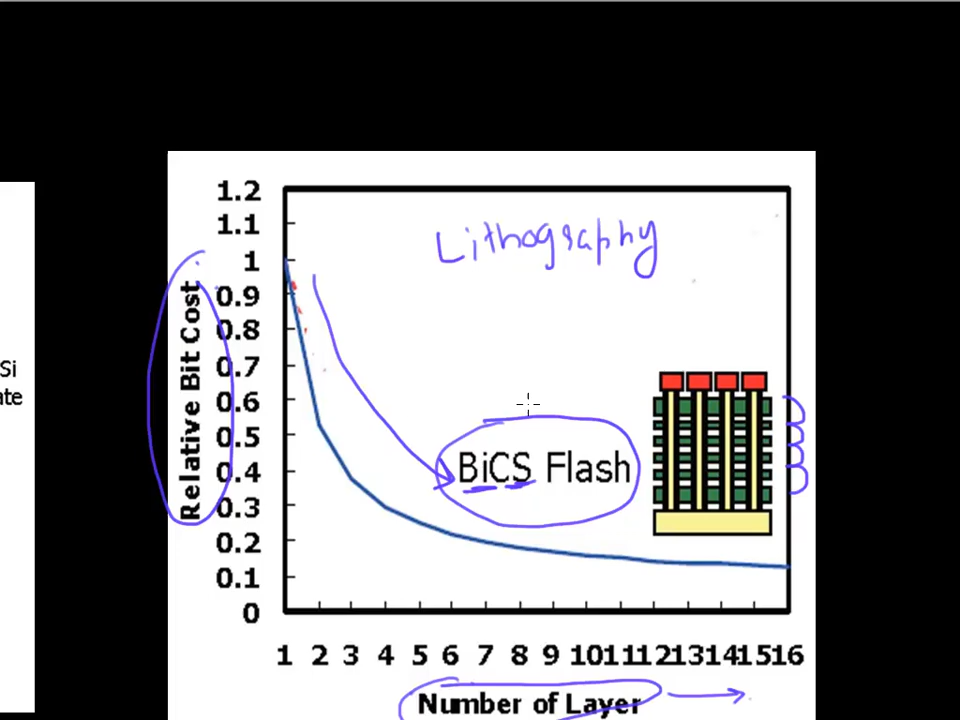 Si
ate
1.2
1.1
1
0.9
0.8
0.7
0.6
0.5
0.4
0.3
0.2
0.1
0
Relative Bit Cost
Lithography
BiCS Flash
1 2 3 4 5 6 7 8 9 10 11 12 13 14 15 16
Number of Layer